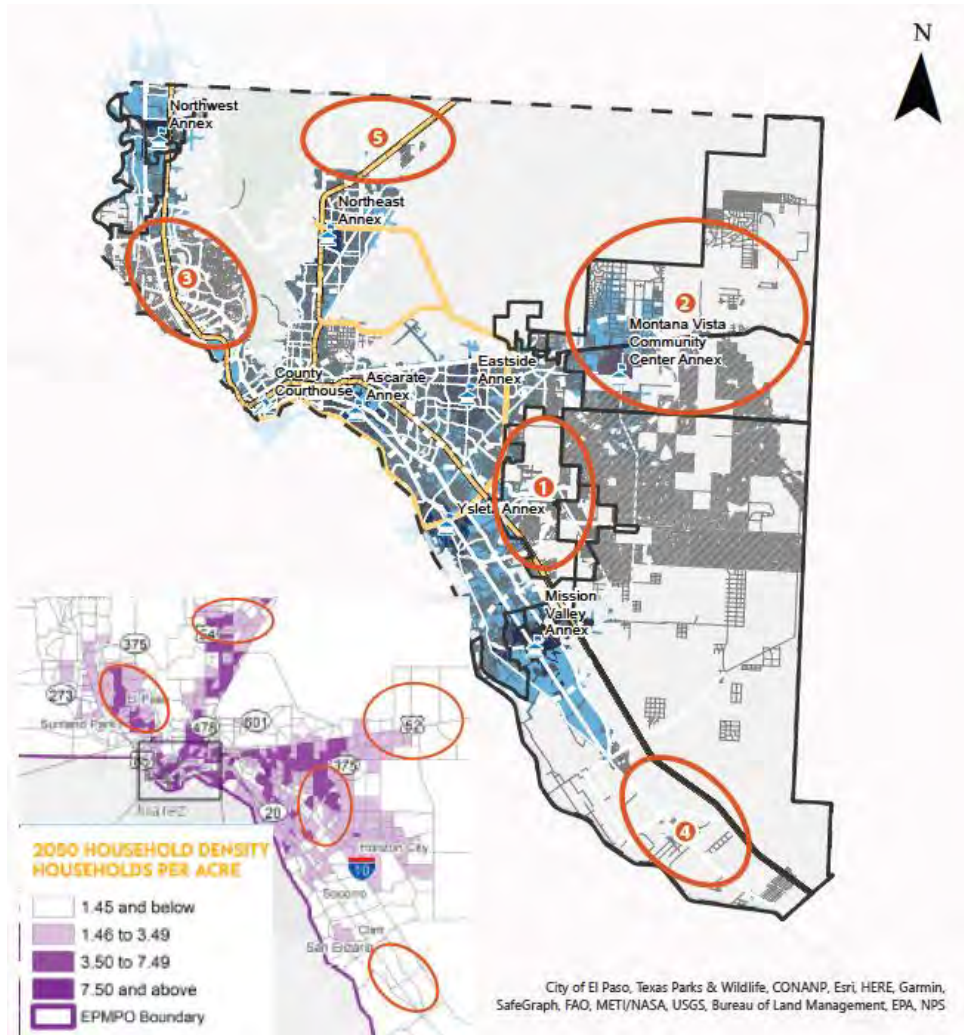 N
Northwest
Annex
5
Northeast
Annex
3
2
Montana Vista
Community
Center Annex
Eastside
Annex
County
Courthouse
Ascarate
Annex
1
Ysleta Annex
Mission
Valley
Annex
4
54
375
273
El Paso
Sunland Park
478
601
62
85
375
Juarez
20
Horizon City
10
Socorro
Clint
San Elizario
2050 HOUSEHOLD DENSITY
HOUSEHOLDS PER ACRE
1.45 and below
1.46 to 3.49
3.50 to 7.49
7.50 and above
EPMPO Boundary
City of El Paso, Texas Parks & Wildlife, CONANP, Esri, HERE, Garmin,
SafeGraph, FAO, METI/NASA, USGS, Bureau of Land Management, EPA, NPS